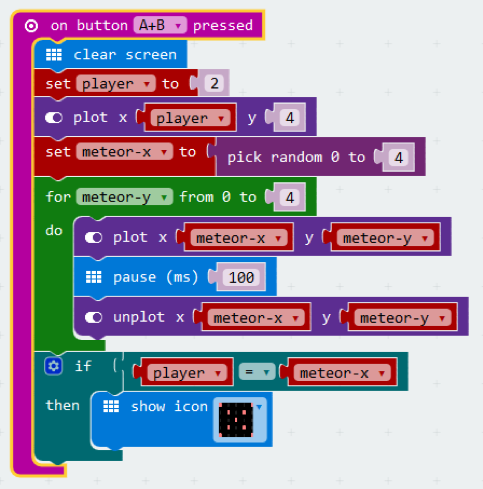 on button A+B pressed
clear screen
set player to 2
plot x player y 4
set meteor-x to pick random 0 to 4
for meteor-y from 0 to 4
do plot x meteor-x y meteor-y
pause (ms) 100
unplot x meteor-x y meteor-y
if player = meteor-x
then show icon